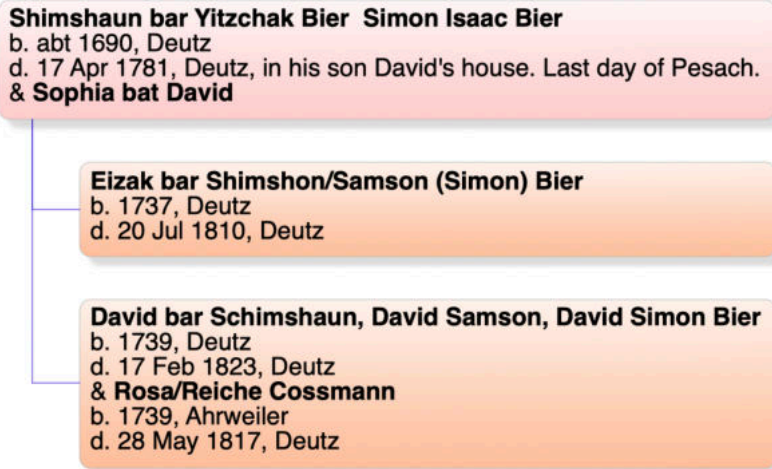 Shimshaun bar Yitzchak Bier  Simon Isaac Bier
b. abt 1690, Deutz
d. 17 Apr 1781, Deutz, in his son David's house. Last day of Pesach.
& Sophia bat David
Eizak bar Shimshon/Samson (Simon) Bier
b. 1737, Deutz
d. 20 Jul 1810, Deutz
David bar Schimshaun, David Samson, David Simon Bier
b. 1739, Deutz
d. 17 Feb 1823, Deutz
& Rosa/Reiche Cossmann
b. 1739, Ahrweiler
d. 28 May 1817, Deutz